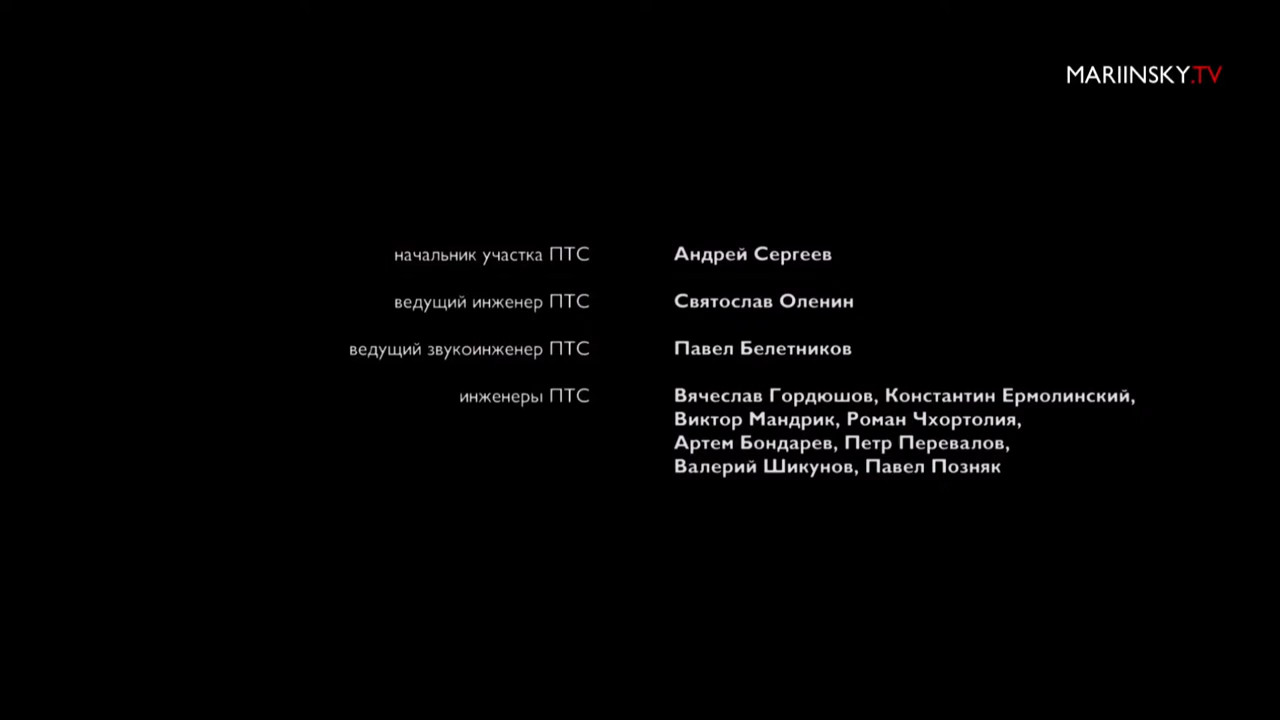 MARIINSKY.TV
начальник участка ПТС Андрей Сергеев
ведущий инженер ПТС Святослав Оленин
ведущий звукоинженер ПТС Павел Белетников
инженеры ПТС Вячеслав Гордюшов, Константин Ермолинский,
Виктор Мандрик, Роман Чхортолия,
Артем Бондарев, Петр Перевалов,
Валерий Шикунов, Павел Позняк